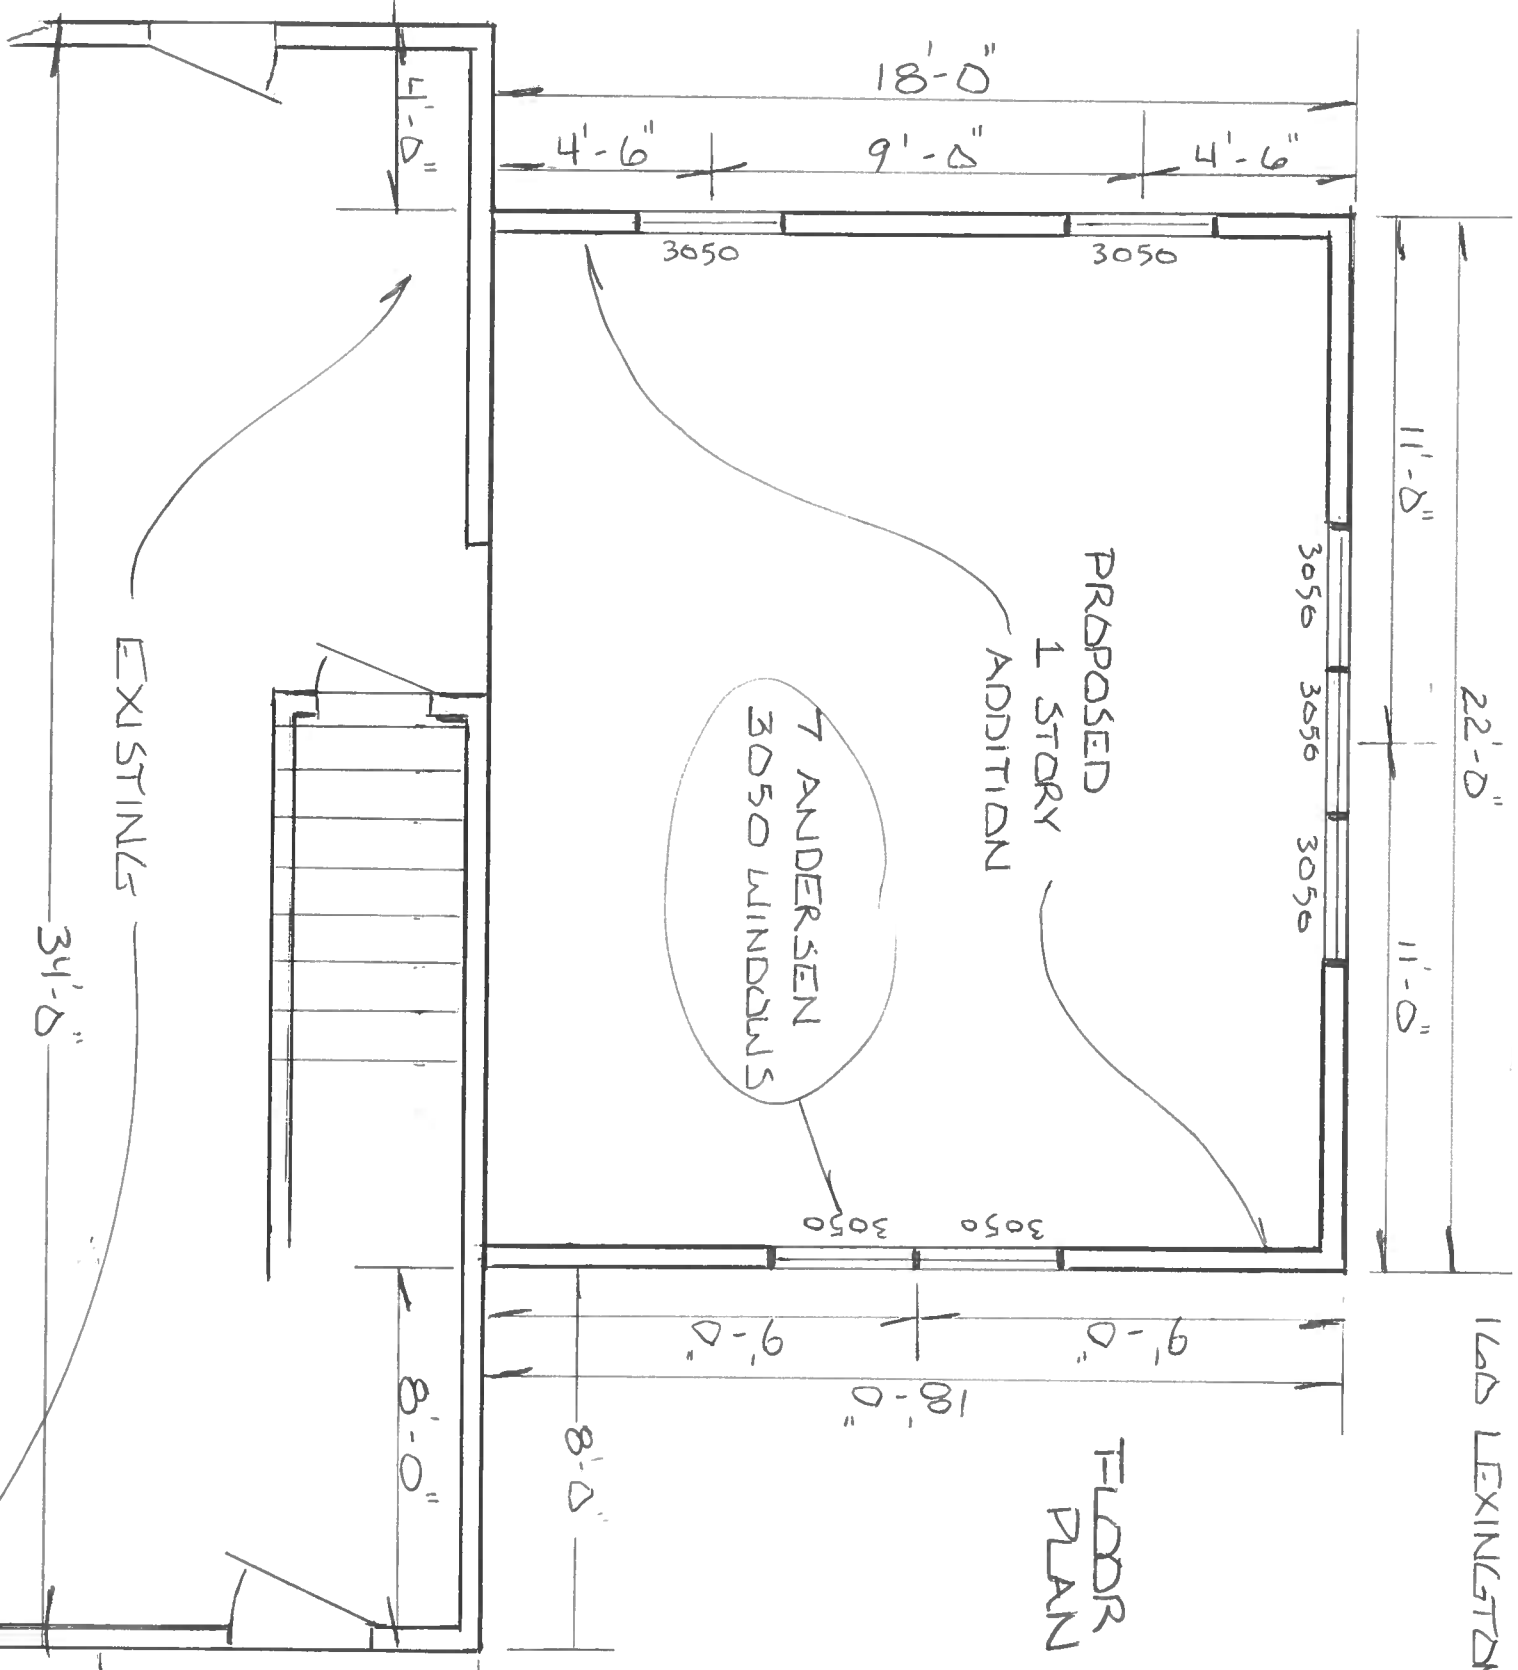 18'-0"
4'-6"
9'-0"
4'-6"
4'-0"
3050
3050
11'-0"
22'-0"
11'-0"
3050
3050
3050
PROPOSED
1 STORY
ADDITION
7 ANDERSEN
3050 WINDOWS
EXISTING
34'-0"
3050
3050
9'-0"
9'-0"
18'-0"
8'-0"
8'-0"
FLOOR
PLAN
160 LEXINGTON